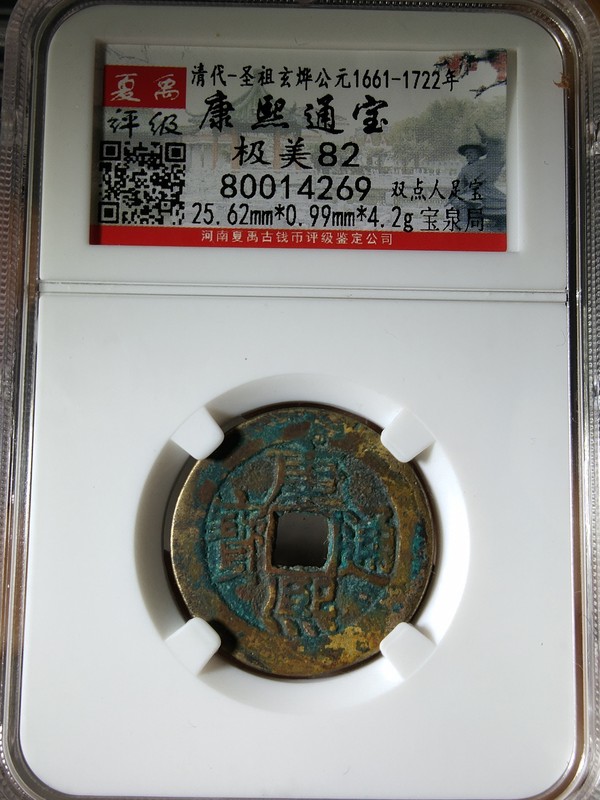 夏禹
评级
清代-圣祖玄烨公元1661-1722年
康熙通宝
极美82
80014269 双点人足宝
25.62mm*0.99mm*4.2g 宝泉局
河南夏禹古钱币评级鉴定公司
康熙通寶